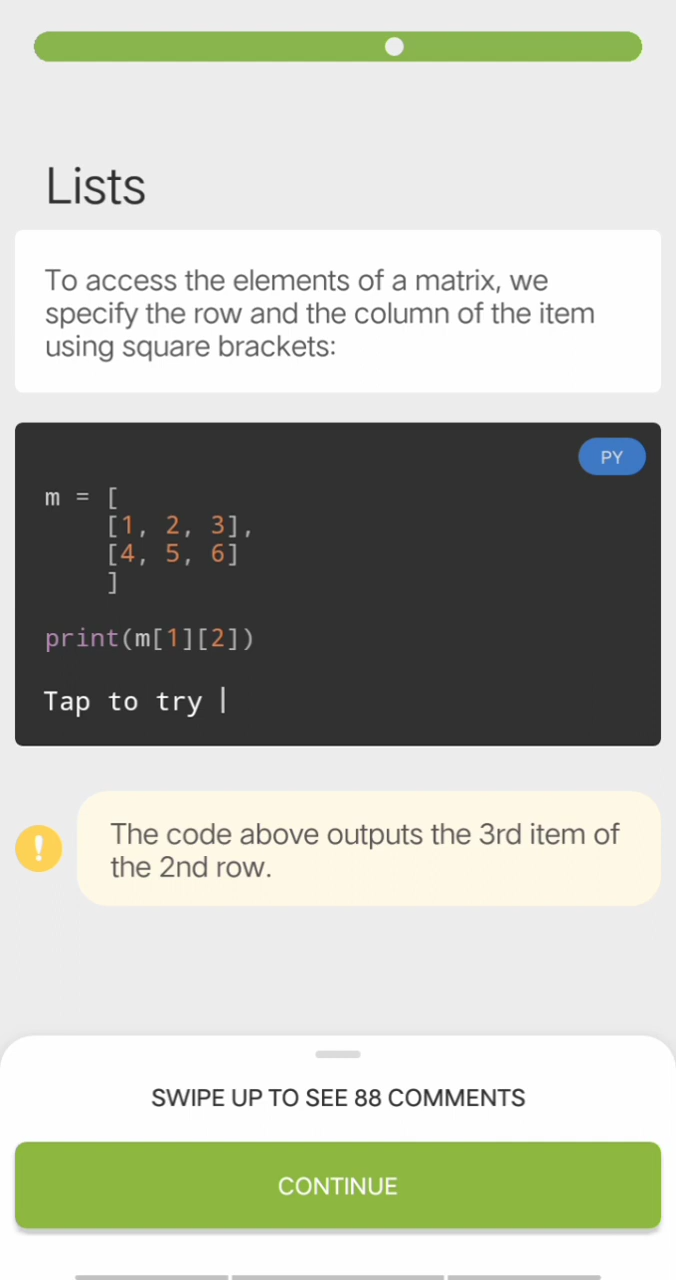 Lists
To access the elements of a matrix, we
specify the row and the column of the item
using square brackets:
PY
m = [
    [1, 2, 3],
    [4, 5, 6]
    ]
print(m[1][2])
Tap to try
!
The code above outputs the 3rd item of
the 2nd row.
SWIPE UP TO SEE 88 COMMENTS
CONTINUE